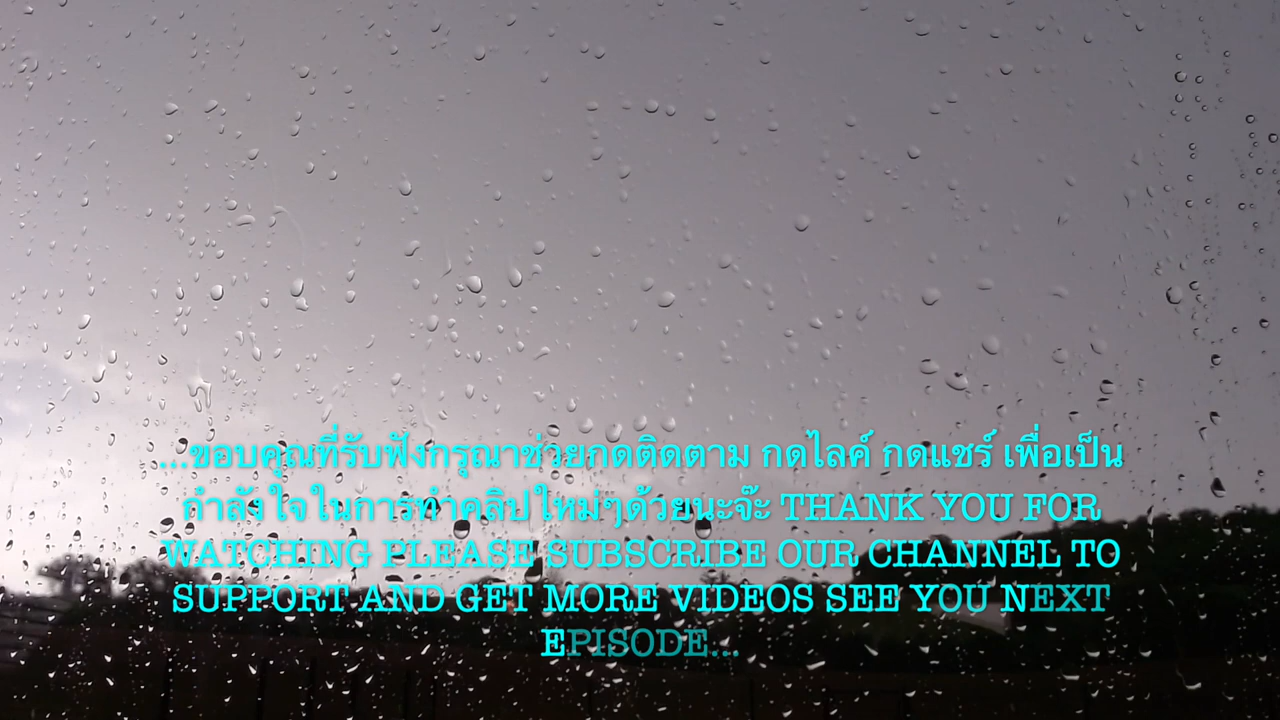 ...ขอบคุณที่รับฟังกรุณาช่วยกดติดตาม กดไลค์ กดแชร์ เพื่อเป็น
กำลังใจในการทำคลิปใหม่ๆด้วยนะจ๊ะ THANK YOU FOR
WATCHING PLEASE SUBSCRIBE OUR CHANNEL TO
SUPPORT AND GET MORE VIDEOS SEE YOU NEXT
EPISODE...